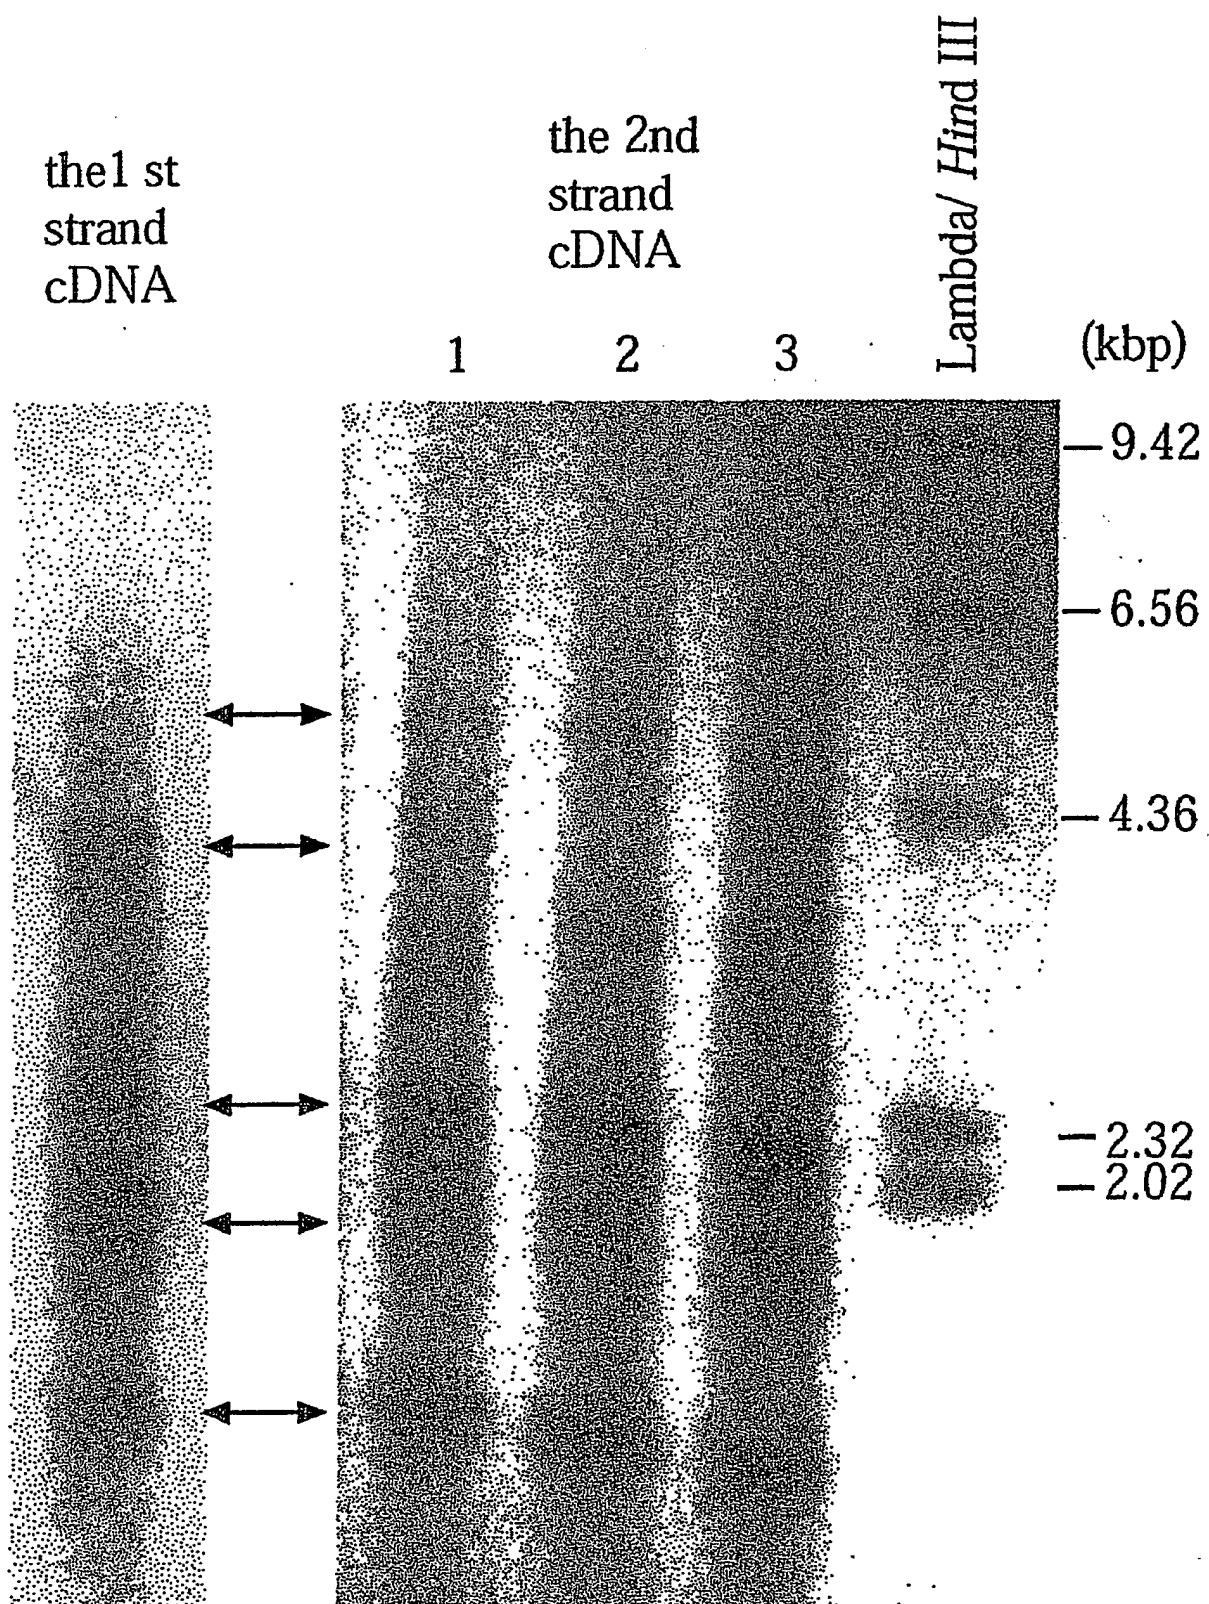 the1 st
strand
cDNA
the 2nd
strand
cDNA
1 2 3
Lambda/ Hind III
(kbp)
9.42
6.56
4.36
2.32
2.02